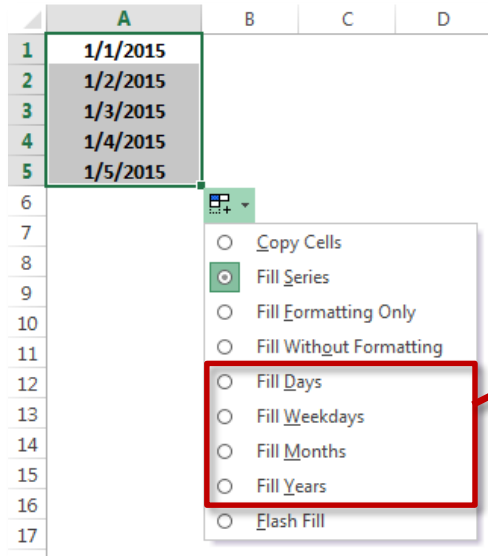 A B C D
1 1/1/2015
2 1/2/2015
3 1/3/2015
4 1/4/2015
5 1/5/2015
6
7
8
9
10
11
12
13
14
15
16
17
Copy Cells
Fill Series
Fill Formatting Only
Fill Without Formatting
Fill Days
Fill Weekdays
Fill Months
Fill Years
Flash Fill